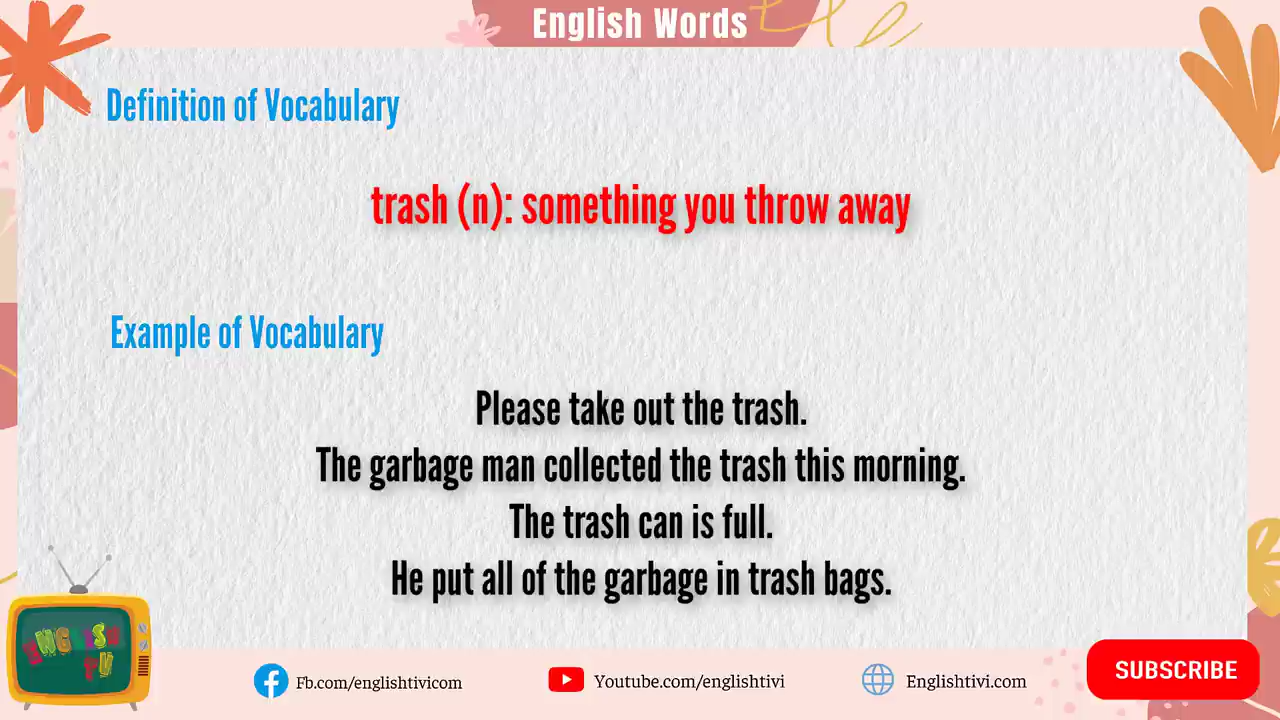 English Words
Definition of Vocabulary
trash (n): something you throw away
Example of Vocabulary
Please take out the trash.
The garbage man collected the trash this morning.
The trash can is full.
He put all of the garbage in trash bags.
ENGLISH
TV
Fb.com/englishtivicom
Youtube.com/englishtivi
Englishtivi.com
SUBSCRIBE